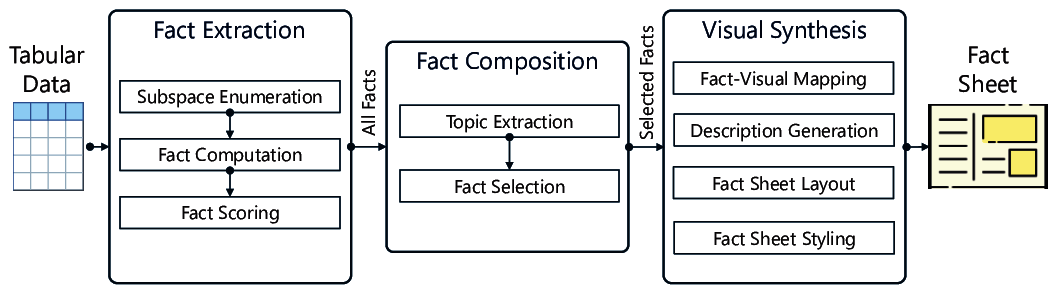 Tabular
Data
Fact Extraction
Subspace Enumeration
Fact Computation
Fact Scoring
All Facts
Fact Composition
Topic Extraction
Fact Selection
Selected Facts
Visual Synthesis
Fact-Visual Mapping
Description Generation
Fact Sheet Layout
Fact Sheet Styling
Fact
Sheet